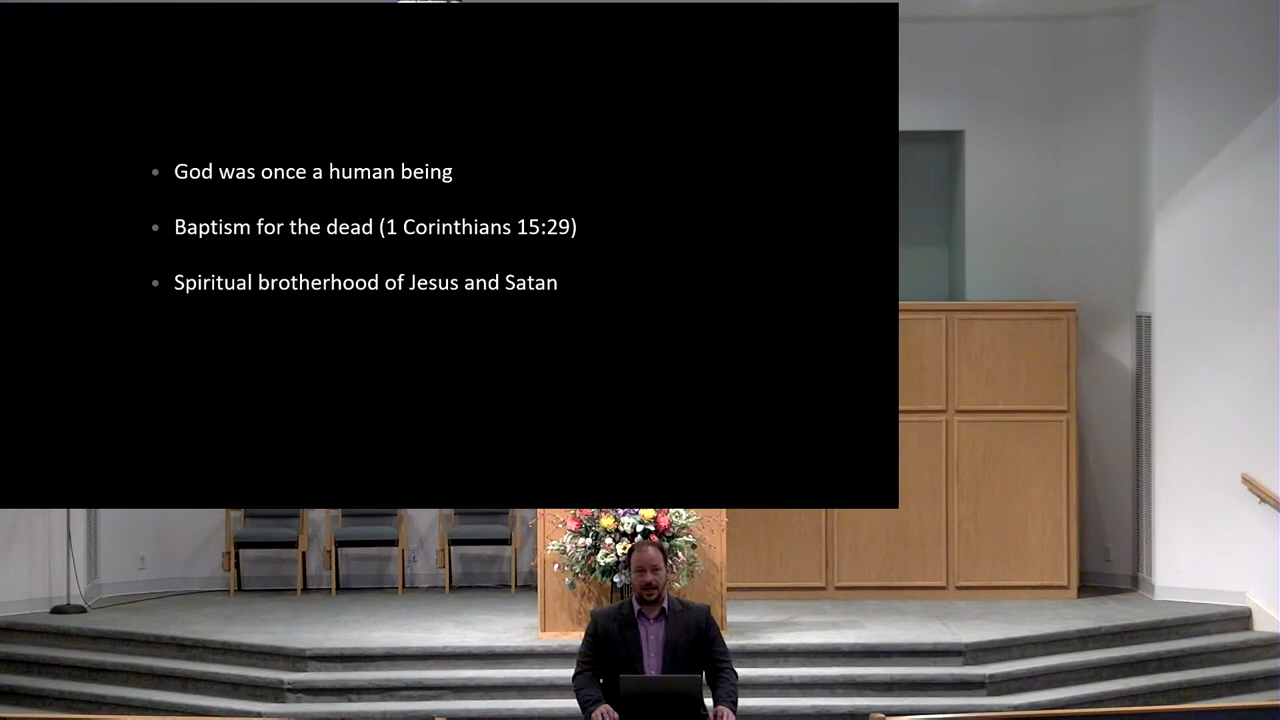 God was once a human being
Baptism for the dead (1 Corinthians 15:29)
Spiritual brotherhood of Jesus and Satan